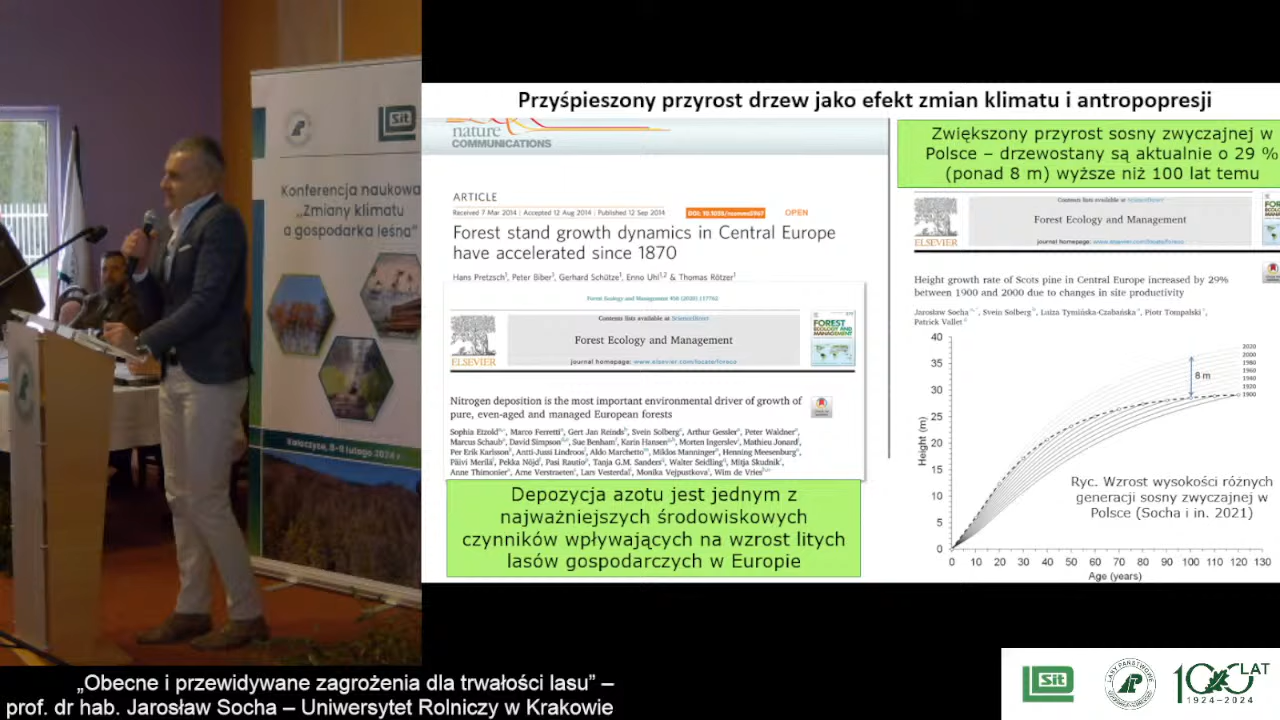 Sit
Konferencja naukowa
„Zmiany klimatu
a gospodarka leśna”
Przyśpieszony przyrost drzew jako efekt zmian klimatu i antropopresji
nature
COMMUNICATIONS
ARTICLE
Received 7 Mar 2014 | Accepted 12 Aug 2014 | Published 12 Sep 2014
DOI: 10.1038/ncomms5967
OPEN
Forest stand growth dynamics in Central Europe
have accelerated since 1870
Hans Pretzsch¹, Peter Biber¹, Gerhard Schütze¹, Enno Uhl¹,² & Thomas Rötzer¹
Forest Ecology and Management 458 (2020) 117762
Contents lists available at ScienceDirect
Forest Ecology and Management
journal homepage: www.elsevier.com/locate/foreco
ELSEVIER
FOREST
ECOLOGY AND
MANAGEMENT
Nitrogen deposition is the most important environmental driver of growth of
pure, even-aged and managed European forests
Sophia Etzold, Marco Ferretti, Gert Jan Reinds, Svein Solberg, Arthur Gessler, Peter Waldner,
Marcus Schaub, David Simpson, Sue Benham, Karin Hansen, Morten Ingerslev, Mathieu Jonard,
Per Erik Karlsson, Antti-Jussi Lindroos, Aldo Marchetto, Miklos Manninger, Henning Meesenburg,
Päivi Merilä, Pekka Nöjd, Pasi Rautio, Tanja G.M. Sanders, Walter Seidling, Mitja Skudnik,
Anne Thimonier, Arne Verstraeten, Lars Vesterdal, Monika Vejpustkova, Wim de Vries
Depozycja azotu jest jednym z
najważniejszych środowiskowych
czynników wpływających na wzrost litych
lasów gospodarczych w Europie
Zwiększony przyrost sosny zwyczajnej w
Polsce – drzewostany są aktualnie o 29 %
(ponad 8 m) wyższe niż 100 lat temu
Contents lists available at ScienceDirect
Forest Ecology and Management
journal homepage: www.elsevier.com/locate/foreco
ELSEVIER
Height growth rate of Scots pine in Central Europe increased by 29%
between 1900 and 2000 due to changes in site productivity
Jarosław Socha, Svein Solberg, Luiza Tymińska-Czabańska, Piotr Tompalski,
Patrick Vallet
Height (m)
40
35
30
25
20
15
10
5
0
2020
2000
1980
1960
1940
1920
1900
8 m
Ryc. Wzrost wysokości różnych
generacji sosny zwyczajnej w
Polsce (Socha i in. 2021)
0 10 20 30 40 50 60 70 80 90 100 110 120 130
Age (years)
„Obecne i przewidywane zagrożenia dla trwałości lasu” –
prof. dr hab. Jarosław Socha – Uniwersytet Rolniczy w Krakowie
Sit
LASY PAŃSTWOWE
100 LAT
1924–2024